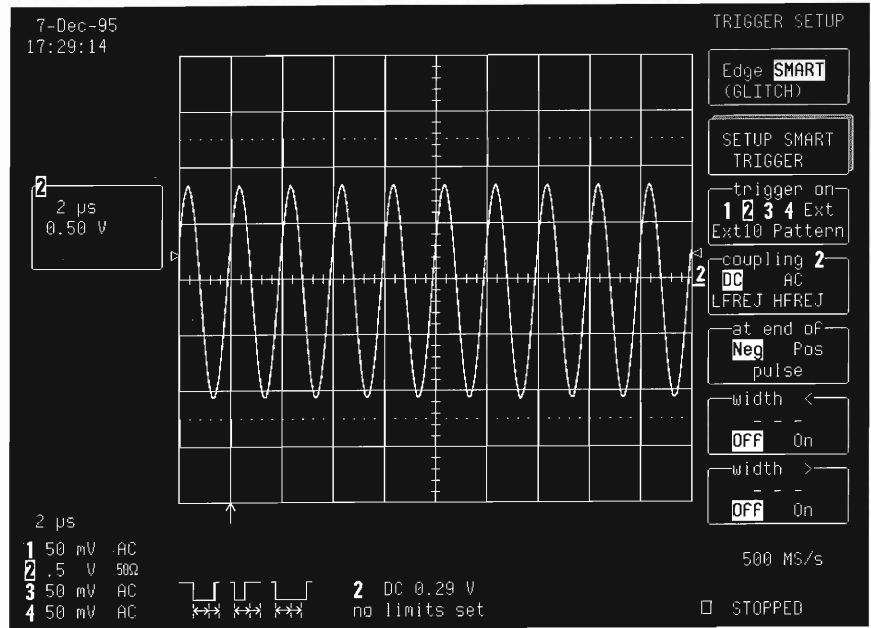 7-Dec-95
17:29:14
2
2 µs
0.50 V
2 µs
1 50 mV AC
2 .5 V 50Ω
3 50 mV AC
4 50 mV AC
2 DC 0.29 V
no limits set
2
TRIGGER SETUP
Edge SMART
(GLITCH)
SETUP SMART
TRIGGER
trigger on
1 2 3 4 Ext
Ext10 Pattern
coupling 2
DC AC
LFREJ HFREJ
at end of
Neg Pos
pulse
width <
- - -
Off On
width >
- - -
Off On
500 MS/s
STOPPED